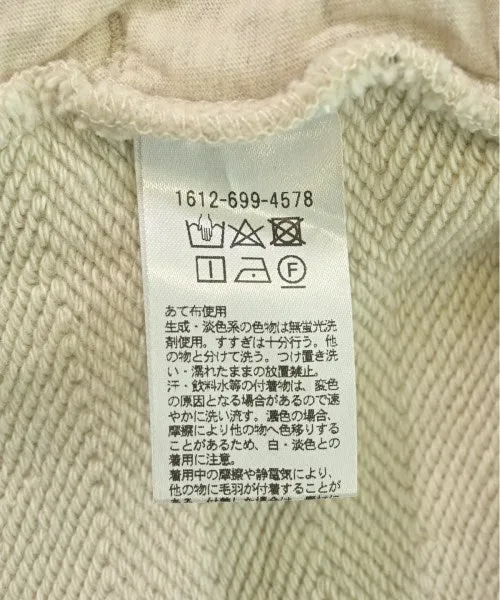 1612-699-4578
F
あて布使用
生成・淡色系の色物は無蛍光洗
剤使用。すすぎは十分行う。他
の物と分けて洗う。つけ置き洗
い・濡れたままの放置禁止。
汗・飲料水等の付着物は、変色
の原因となる場合があるので速
やかに洗い流す。濃色の場合、
摩擦により他の物へ色移りする
ことがあるため、白・淡色との
着用に注意。
着用中の摩擦や静電気により、
他の物に毛羽が付着することが